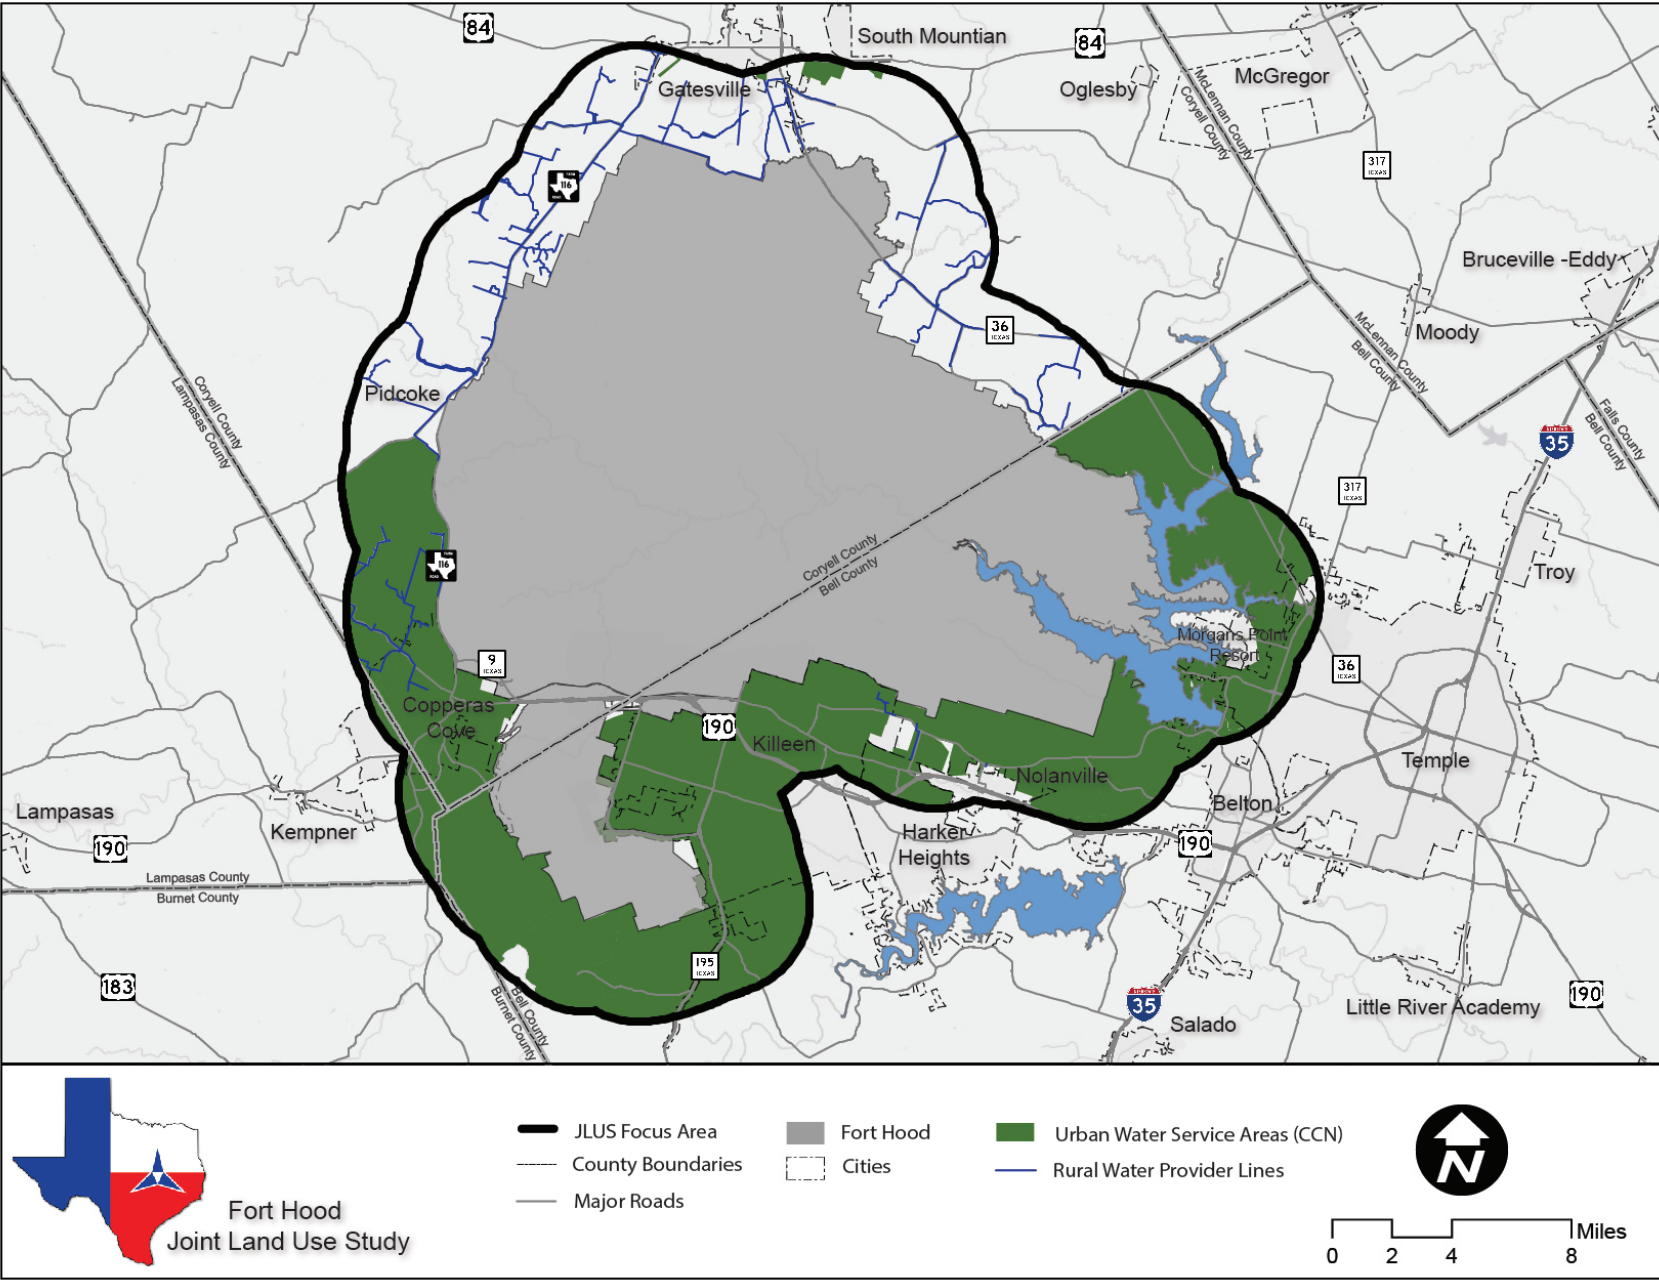 84
South Mountian
84
Oglesby
McGregor
McLennan County
Coryell County
Gatesville
317
116
Bruceville -Eddy
36
TEXAS
Moody
McLennan County
Bell County
Pidcoke
Coryell County
Lampasas County
Falls County
Bell County
35
317
TEXAS
Coryell County
Bell County
116
Troy
Morgans Point
Resort
9
TEXAS
36
TEXAS
Copperas
Cove
190
Killeen
Nolanville
Temple
Belton
Lampasas
Kempner
190
Harker
Heights
190
Lampasas County
Burnet County
195
TEXAS
183
Bell County
Burnet County
35
Salado
Little River Academy
190
Fort Hood
Joint Land Use Study
JLUS Focus Area
County Boundaries
Major Roads
Fort Hood
Cities
Urban Water Service Areas (CCN)
Rural Water Provider Lines
N
Miles
0 2 4 8